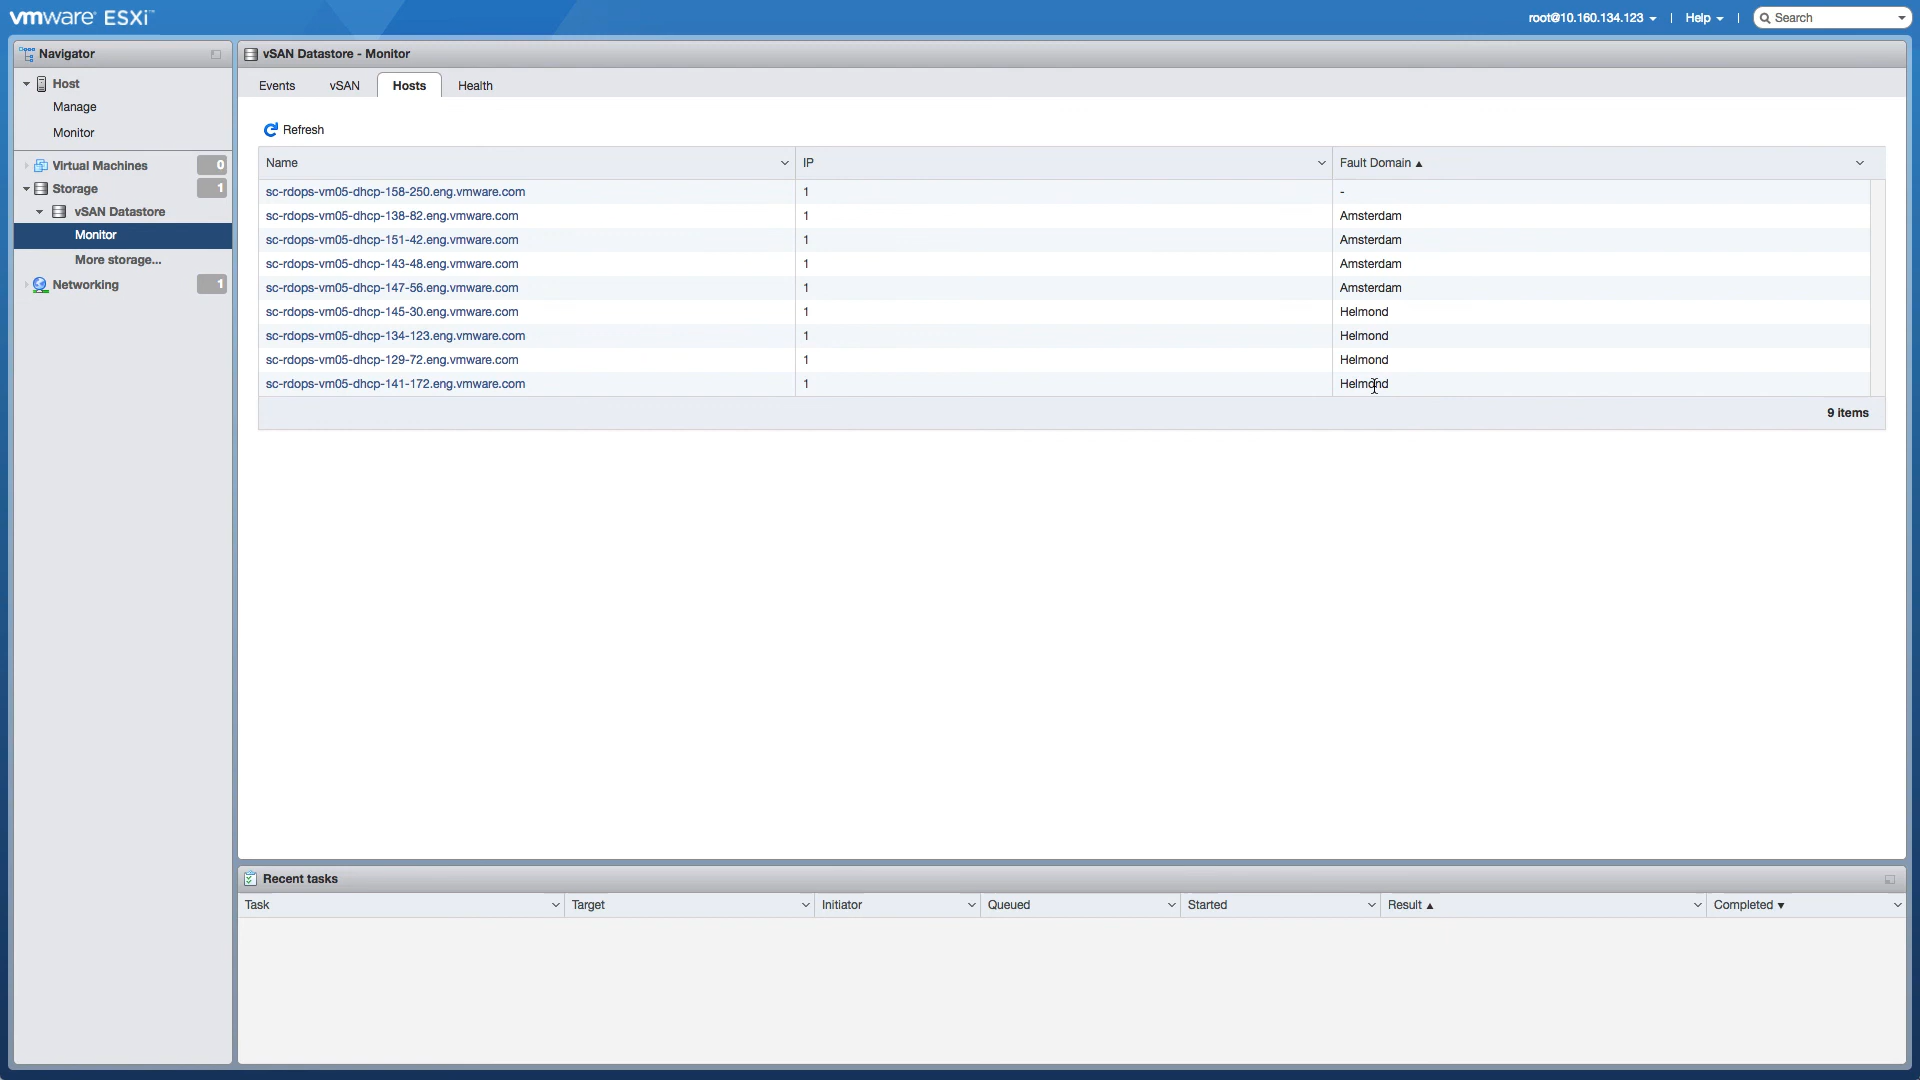 vmware ESXi™
root@10.160.134.123 | Help | Search
Navigator
Host
Manage
Monitor
Virtual Machines 0
Storage 1
vSAN Datastore
Monitor
More storage...
Networking 1
vSAN Datastore - Monitor
Events vSAN Hosts Health
Refresh
Name IP Fault Domain ▲
sc-rdops-vm05-dhcp-158-250.eng.vmware.com 1 -
sc-rdops-vm05-dhcp-138-82.eng.vmware.com 1 Amsterdam
sc-rdops-vm05-dhcp-151-42.eng.vmware.com 1 Amsterdam
sc-rdops-vm05-dhcp-143-48.eng.vmware.com 1 Amsterdam
sc-rdops-vm05-dhcp-147-56.eng.vmware.com 1 Amsterdam
sc-rdops-vm05-dhcp-145-30.eng.vmware.com 1 Helmond
sc-rdops-vm05-dhcp-134-123.eng.vmware.com 1 Helmond
sc-rdops-vm05-dhcp-129-72.eng.vmware.com 1 Helmond
sc-rdops-vm05-dhcp-141-172.eng.vmware.com 1 Helmond
9 items
Recent tasks
Task Target Initiator Queued Started Result ▲ Completed ▼